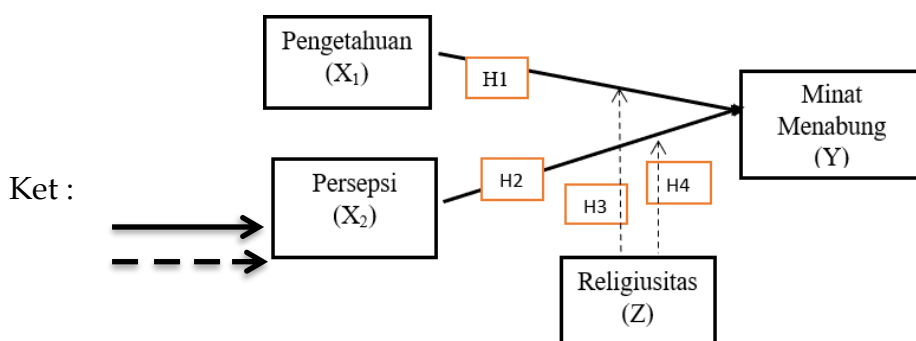 Pengetahuan
(X₁)
H1
Minat
Menabung
(Y)
Ket :
Persepsi
(X₂)
H2
H3
H4
Religiusitas
(Z)